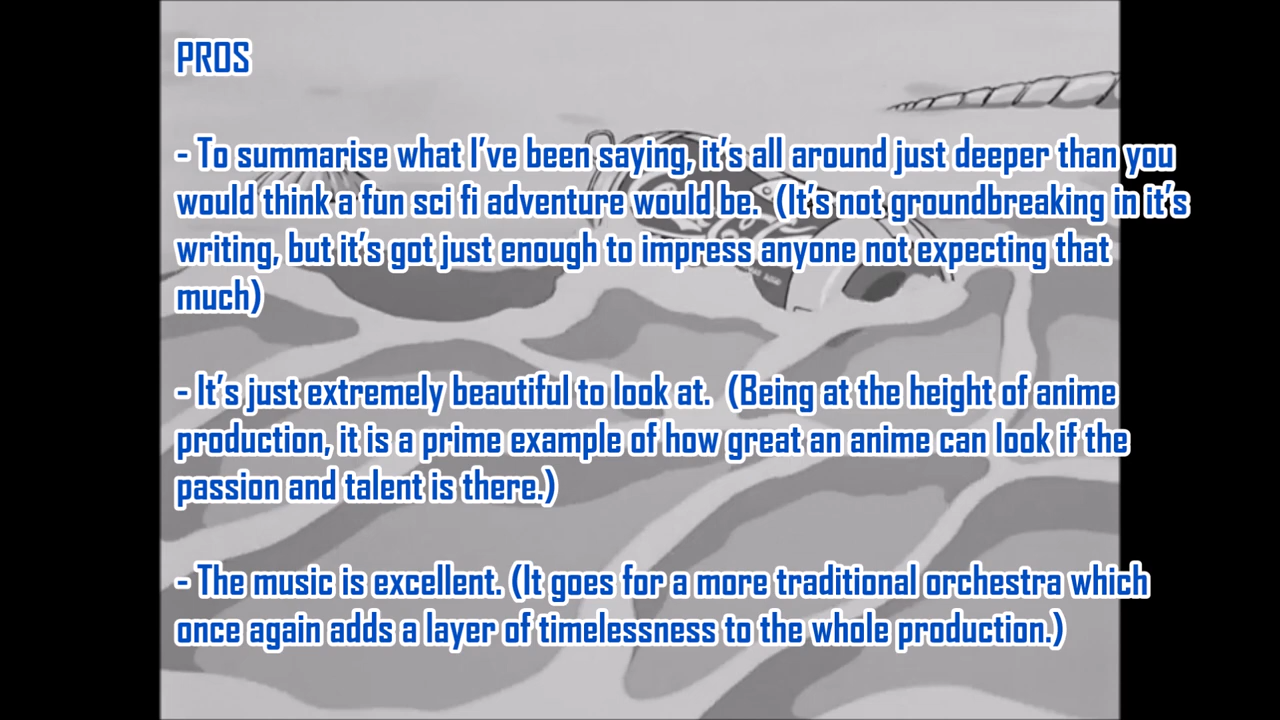 PROS
- To summarise what I've been saying, it's all around just deeper than you
would think a fun sci fi adventure would be.  (It's not groundbreaking in it's
writing, but it's got just enough to impress anyone not expecting that
much)
- It's just extremely beautiful to look at.  (Being at the height of anime
production, it is a prime example of how great an anime can look if the
passion and talent is there.)
- The music is excellent. (It goes for a more traditional orchestra which
once again adds a layer of timelessness to the whole production.)